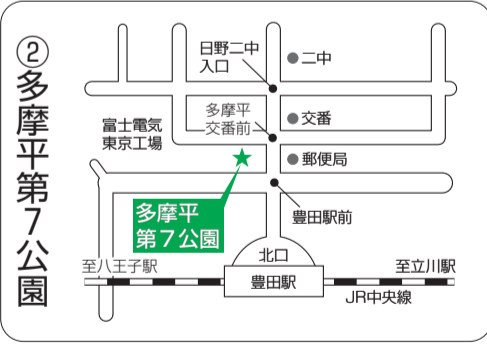 ②多摩平第7公園
日野二中
入口
二中
多摩平
交番前
交番
富士電気
東京工場
郵便局
豊田駅前
多摩平
第7公園
北口
至八王子駅
豊田駅
至立川駅
JR中央線